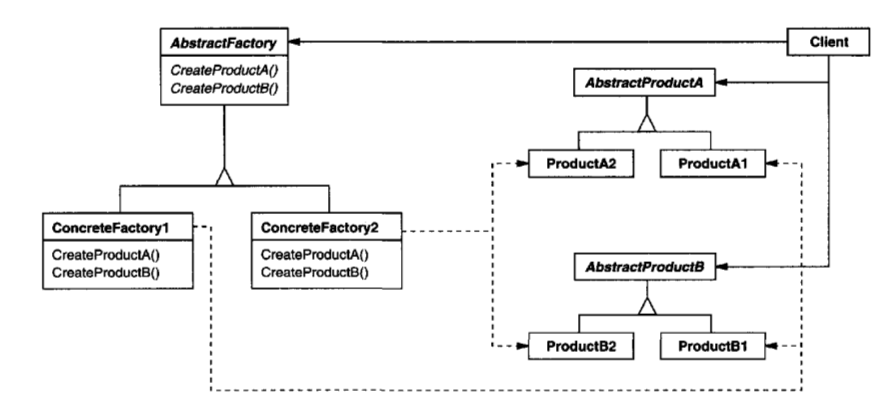 AbstractFactory
CreateProductA()
CreateProductB()
Client
AbstractProductA
ProductA2
ProductA1
ConcreteFactory1
CreateProductA()
CreateProductB()
ConcreteFactory2
CreateProductA()
CreateProductB()
AbstractProductB
ProductB2
ProductB1